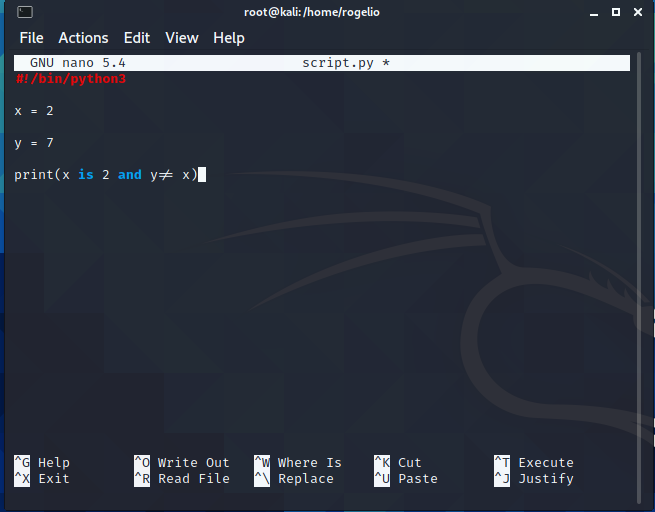 root@kali:/home/rogelio
File Actions Edit View Help
GNU nano 5.4 script.py *
#!/bin/python3
x = 2
y = 7
print(x is 2 and y≠ x)
^G Help ^O Write Out ^W Where Is ^K Cut ^T Execute
^X Exit ^R Read File ^\ Replace ^U Paste ^J Justify